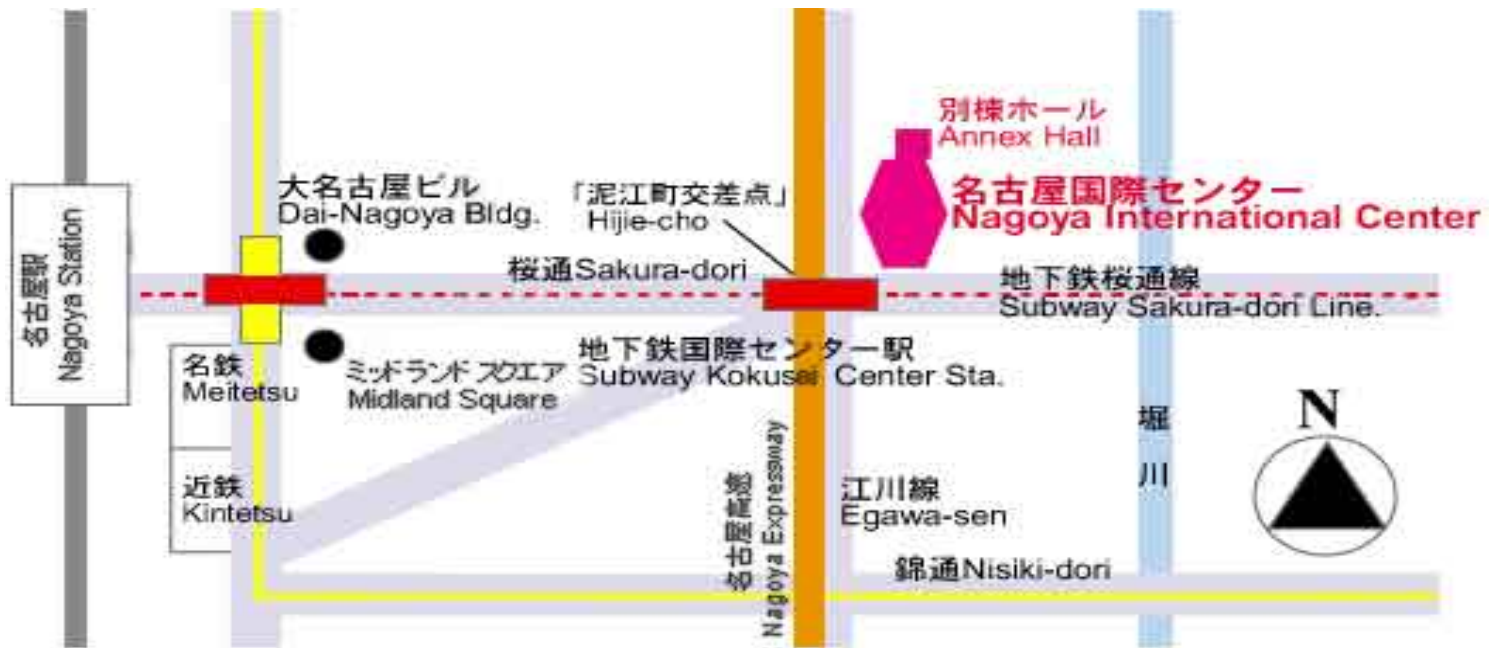 別棟ホール
Annex Hall
大名古屋ビル
Dai-Nagoya Bldg.
「泥江町交差点」
Hijie-cho
名古屋国際センター
Nagoya International Center
名古屋駅
Nagoya Station
桜通Sakura-dori
地下鉄桜通線
Subway Sakura-dori Line.
名鉄
Meitetsu
ミッドランド スクエア
Midland Square
地下鉄国際センター駅
Subway Kokusai Center Sta.
N
堀川
近鉄
Kintetsu
名古屋高速
Nagoya Expressway
江川線
Egawa-sen
錦通Nisiki-dori